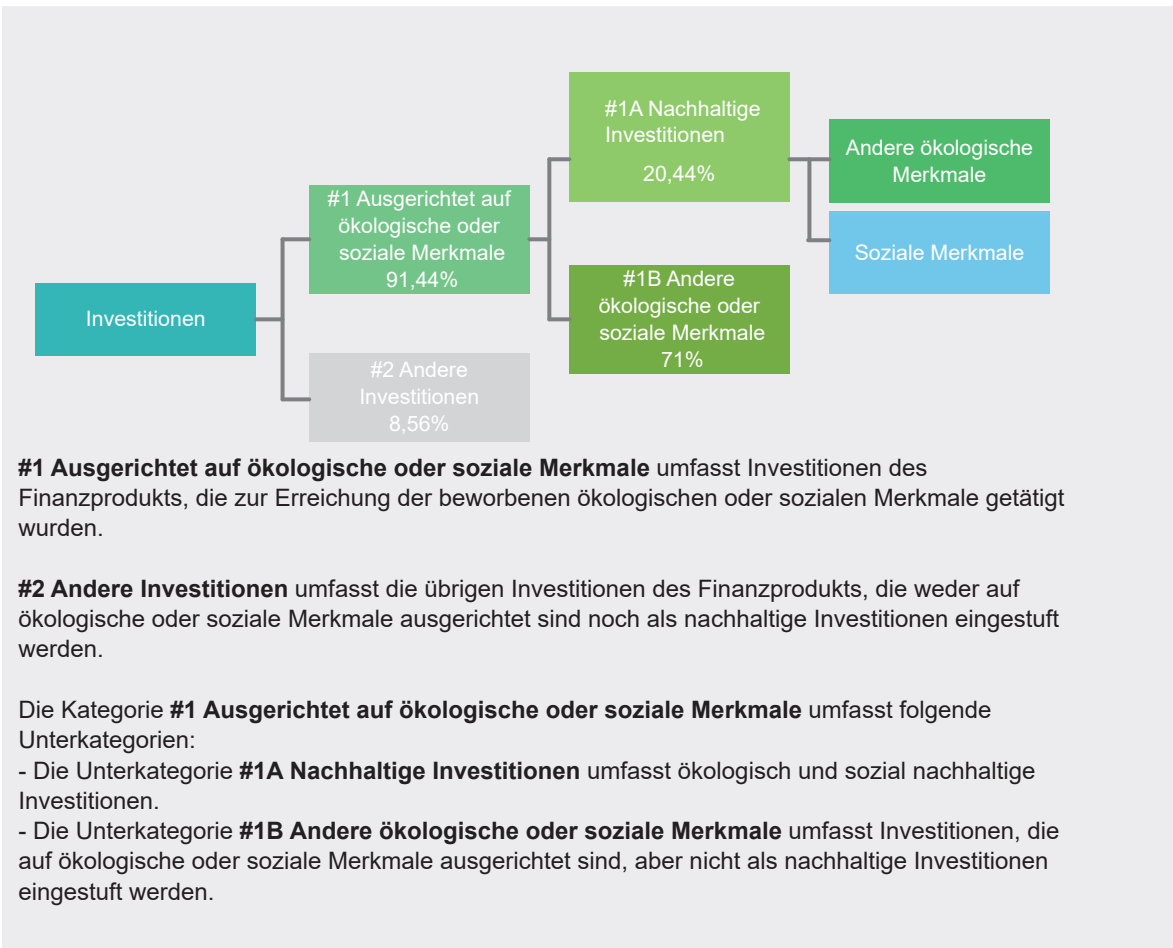 #1A Nachhaltige
Investitionen
20,44%
Andere ökologische
Merkmale
#1 Ausgerichtet auf
ökologische oder
soziale Merkmale
91,44%
Soziale Merkmale
#1B Andere
ökologische oder
soziale Merkmale
71%
Investitionen
#2 Andere
Investitionen
8,56%
#1 Ausgerichtet auf ökologische oder soziale Merkmale umfasst Investitionen des
Finanzprodukts, die zur Erreichung der beworbenen ökologischen oder sozialen Merkmale getätigt
wurden.
#2 Andere Investitionen umfasst die übrigen Investitionen des Finanzprodukts, die weder auf
ökologische oder soziale Merkmale ausgerichtet sind noch als nachhaltige Investitionen eingestuft
werden.
Die Kategorie #1 Ausgerichtet auf ökologische oder soziale Merkmale umfasst folgende
Unterkategorien:
- Die Unterkategorie #1A Nachhaltige Investitionen umfasst ökologisch und sozial nachhaltige
Investitionen.
- Die Unterkategorie #1B Andere ökologische oder soziale Merkmale umfasst Investitionen, die
auf ökologische oder soziale Merkmale ausgerichtet sind, aber nicht als nachhaltige Investitionen
eingestuft werden.